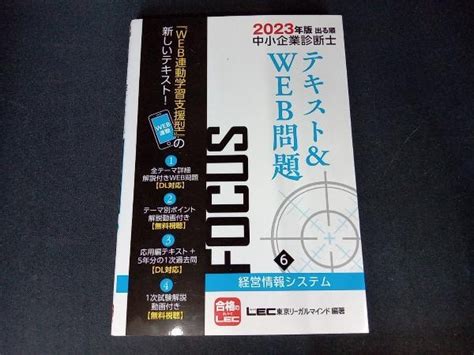 2023年版 出る順
中小企業診断士
テキスト&
WEB問題
FOCUS
6
経営情報システム
合格の
LEC
LEC東京リーガルマインド 編著
「WEB連動学習支援型」の
新しいテキスト！
WEB
連動
1
全テーマ詳細
解説付きWEB問題
【DL対応】
2
テーマ別ポイント
解説動画付き
【無料視聴】
3
応用編テキスト+
5年分の1次過去問
【DL対応】
4
1次試験解説
動画付き
【無料視聴】